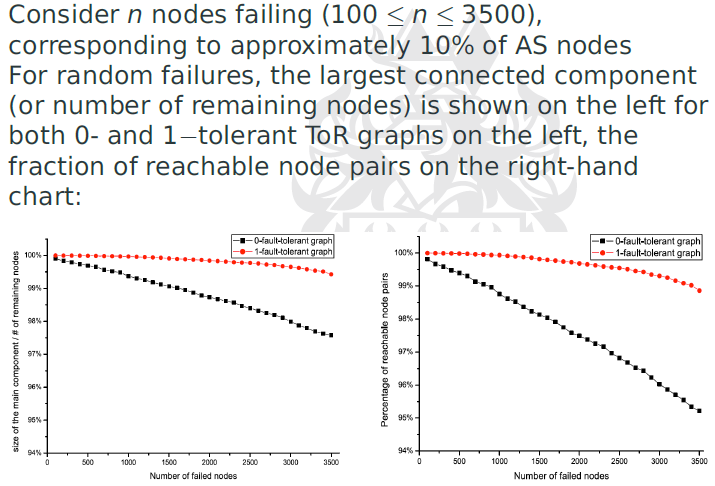 Consider n nodes failing (100 ≤ n ≤ 3500),
corresponding to approximately 10% of AS nodes
For random failures, the largest connected component
(or number of remaining nodes) is shown on the left for
both 0- and 1−tolerant ToR graphs on the left, the
fraction of reachable node pairs on the right-hand
chart:
0-fault-tolerant graph
1-fault-tolerant graph
size of the main component / # of remaining nodes
100%
99%
98%
97%
96%
95%
94%
0 500 1000 1500 2000 2500 3000 3500
Number of failed nodes
0-fault-tolerant graph
1-fault-tolerant graph
Percentage of reachable node pairs
100%
99%
98%
97%
96%
95%
94%
0 500 1000 1500 2000 2500 3000 3500
Number of failed nodes